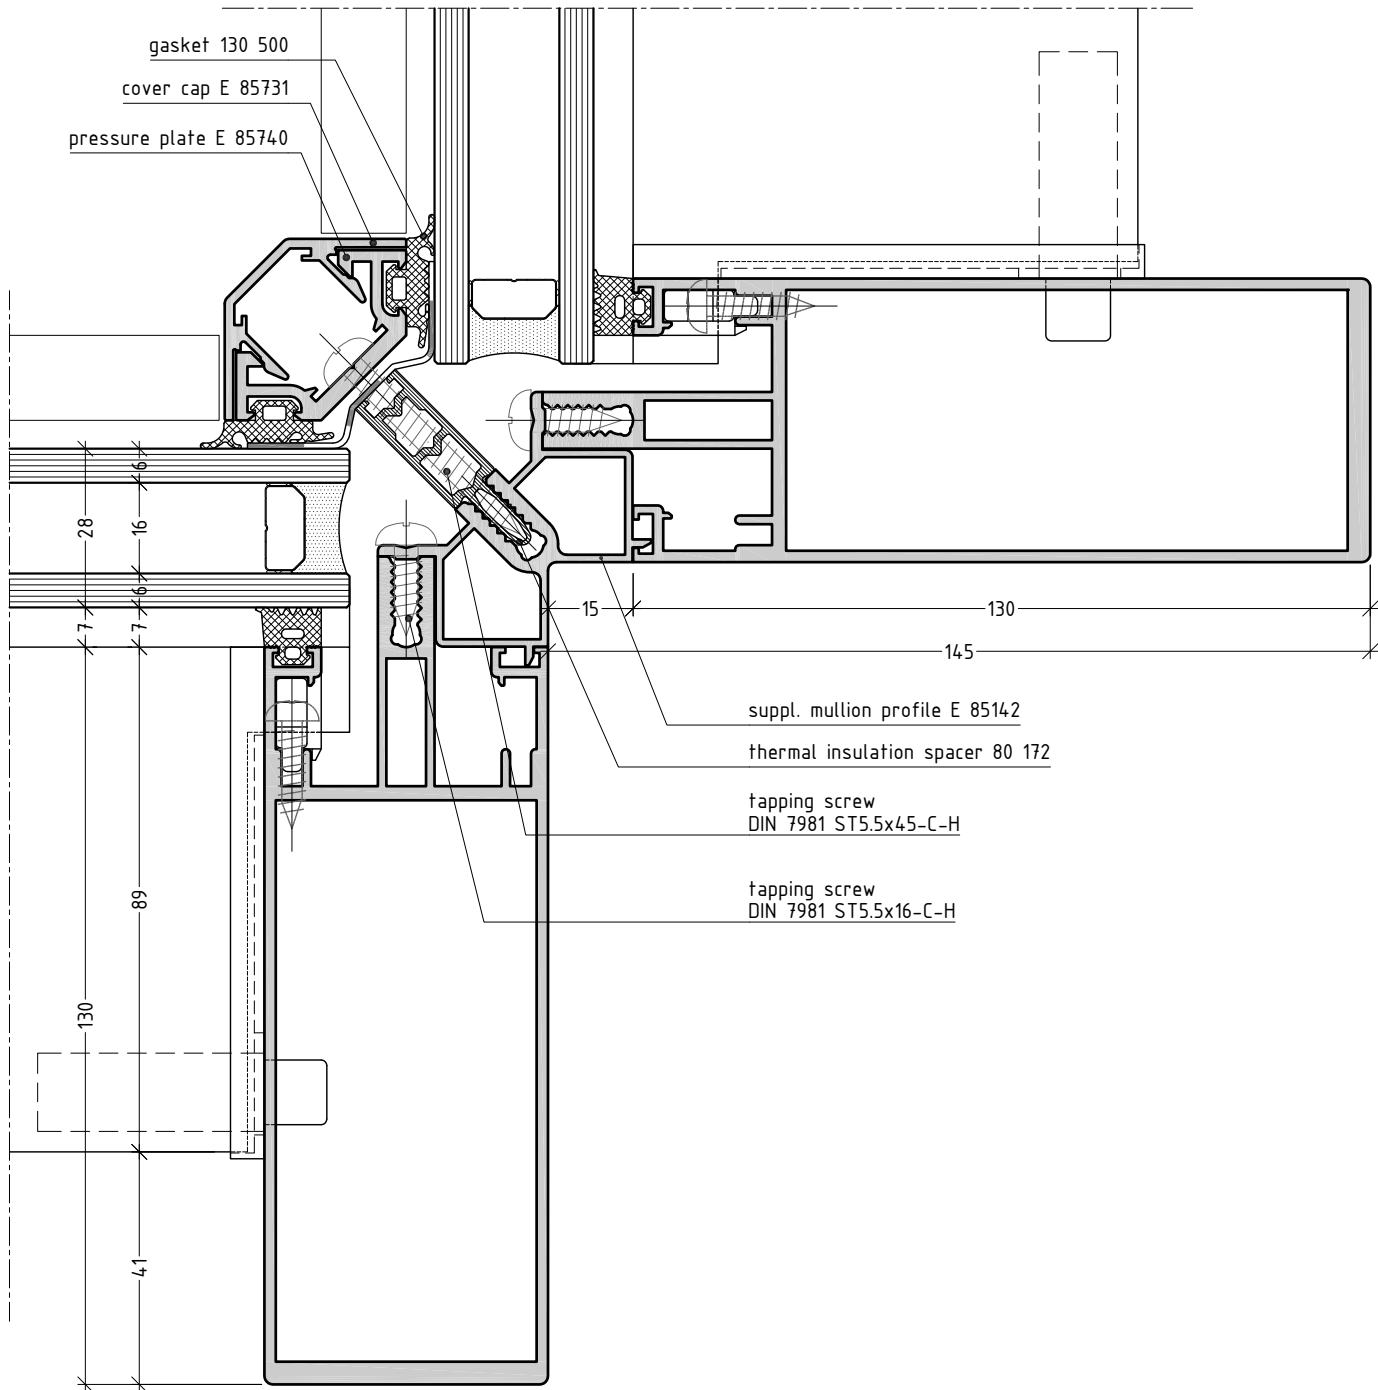 gasket 130 500
cover cap E 85731
pressure plate E 85740
6
28
16
6
7
7
15
130
145
suppl. mullion profile E 85142
thermal insulation spacer 80 172
tapping screw
DIN 7981 ST5.5x45-C-H
tapping screw
DIN 7981 ST5.5x16-C-H
89
130
41